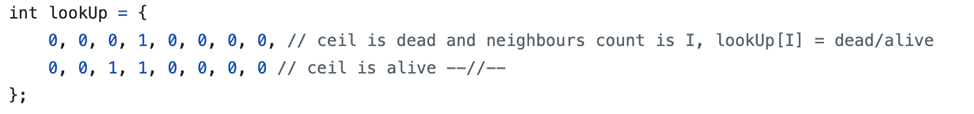 int lookUp = {
    0, 0, 0, 1, 0, 0, 0, 0, // ceil is dead and neighbours count is I, lookUp[I] = dead/alive
    0, 0, 1, 1, 0, 0, 0, 0 // ceil is alive --//--
};